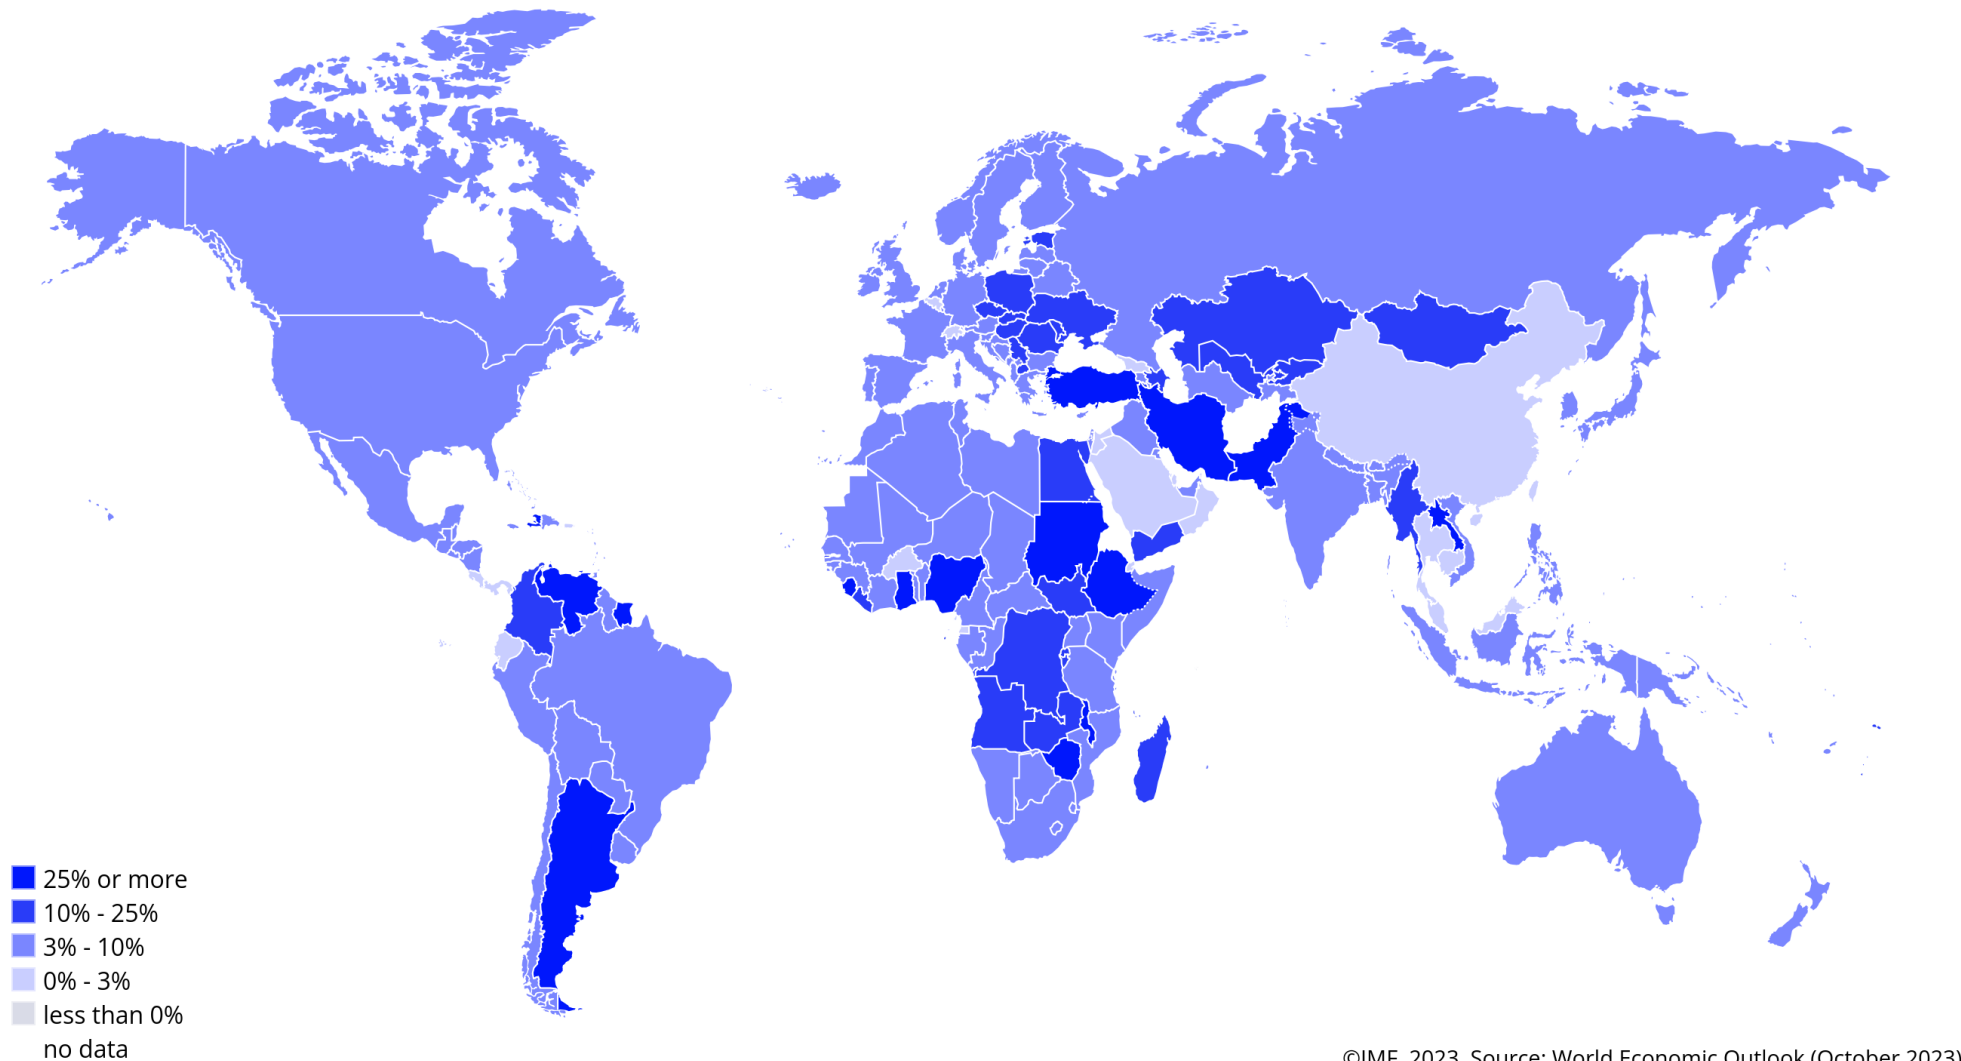 25% or more
10% - 25%
3% - 10%
0% - 3%
less than 0%
no data
©IMF, 2023, Source: World Economic Outlook (October 2023)